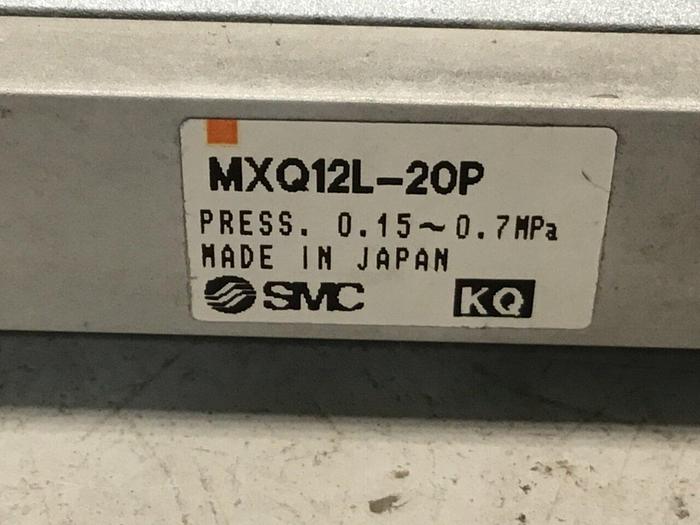 MXQ12L-20P
PRESS. 0.15~0.7MPa
MADE IN JAPAN
SMC KQ